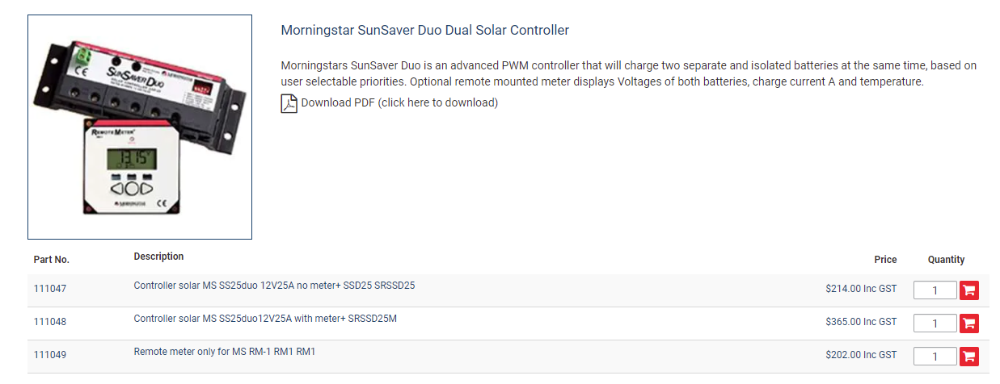 Morningstar SunSaver Duo Dual Solar Controller
Morningstars SunSaver Duo is an advanced PWM controller that will charge two separate and isolated batteries at the same time, based on
user selectable priorities. Optional remote mounted meter displays Voltages of both batteries, charge current A and temperature.
Download PDF (click here to download)
SUNSAVER DUO
CE
REMOTE METER
13.15
CE
Part No. Description Price Quantity
111047 Controller solar MS SS25duo 12V25A no meter+ SSD25 SRSSD25 $214.00 Inc GST 1
111048 Controller solar MS SS25duo12V25A with meter+ SRSSD25M $365.00 Inc GST 1
111049 Remote meter only for MS RM-1 RM1 RM1 $202.00 Inc GST 1